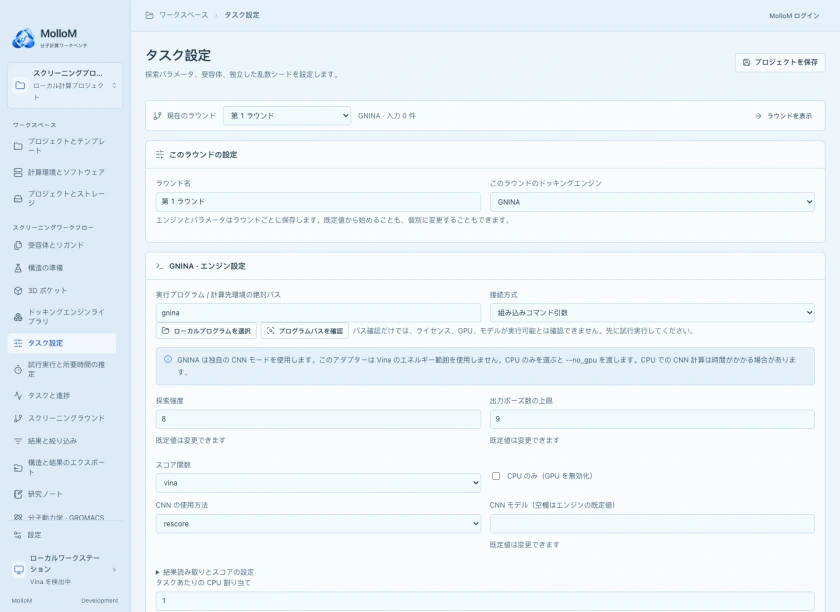 MolloM
分子計算ワークベンチ
スクリーニングプロ...
ローカル計算プロジェク
ト
ワークスペース
プロジェクトとテンプレ
ート
計算環境とソフトウェア
プロジェクトとストレー
ジ
スクリーニングワークフロー
受容体とリガンド
構造の準備
3D ポケット
ドッキングエンジンライ
ブラリ
タスク設定
試行実行と所要時間の推
定
タスクと進捗
スクリーニングラウンド
結果と絞り込み
構造と結果のエクスポー
ト
研究ノート
分子動力学 · GROMACS
設定
ローカルワークステー
ション
Vina を検出中
MolloM Development
ワークスペース › タスク設定
MolloM ログイン
タスク設定
探索パラメータ、受容体、独立した乱数シードを設定します。
プロジェクトを保存
現在のラウンド 第 1 ラウンド GNINA · 入力 0 件
→ ラウンドを表示
このラウンドの設定
ラウンド名
第 1 ラウンド
このラウンドのドッキングエンジン
GNINA
エンジンとパラメータはラウンドごとに保存します。既定値から始めることも、個別に変更することもできます。
GNINA · エンジン設定
実行プログラム / 計算先環境の絶対パス
gnina
接続方式
組み込みコマンド引数
ローカルプログラムを選択 プログラムパスを確認 パス確認だけでは、ライセンス、GPU、モデルが実行可能とは確認できません。先に試行実行してください。
GNINA は独自の CNN モードを使用します。このアダプターは Vina のエネルギー範囲を使用しません。CPU のみを選ぶと --no_gpu を渡します。CPU での CNN 計算は時間がかかる場合がありま
す。
探索強度
8
既定値は変更できます
出力ポーズ数の上限
9
既定値は変更できます
スコア関数
vina
CPU のみ（GPU を無効化）
CNN の使用方法
rescore
CNN モデル（空欄はエンジンの既定値）
既定値は変更できます
結果読み取りとスコアの設定
タスクあたりの CPU 割り当て
1